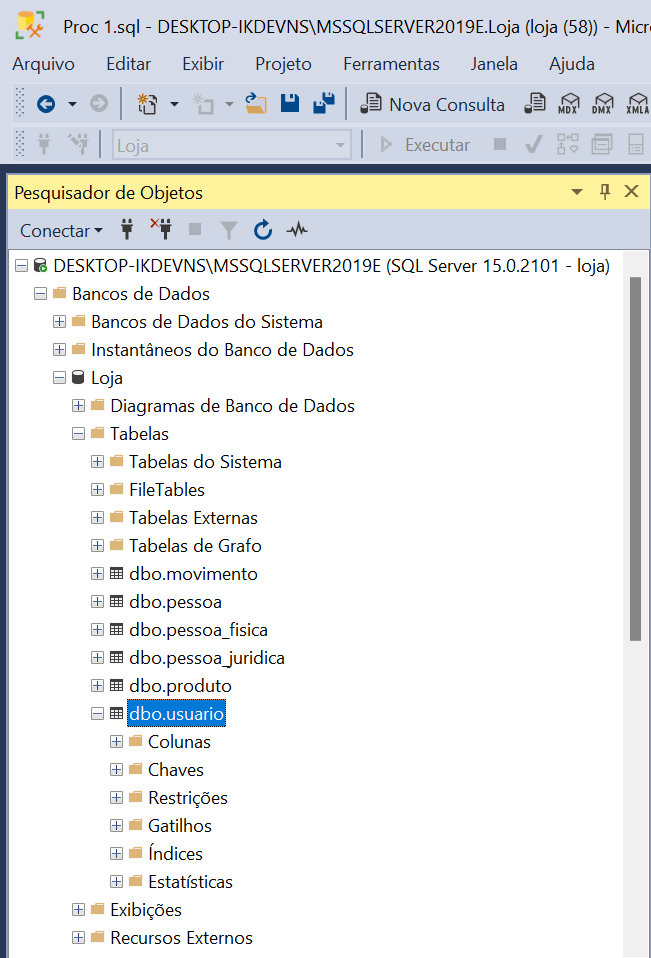 Proc 1.sql - DESKTOP-IKDEVNS\MSSQLSERVER2019E.Loja (loja (58)) - Micro
Arquivo Editar Exibir Projeto Ferramentas Janela Ajuda
Nova Consulta MDX DMX XMLA
Loja Executar
Pesquisador de Objetos
Conectar
DESKTOP-IKDEVNS\MSSQLSERVER2019E (SQL Server 15.0.2101 - loja)
Bancos de Dados
Bancos de Dados do Sistema
Instantâneos do Banco de Dados
Loja
Diagramas de Banco de Dados
Tabelas
Tabelas do Sistema
FileTables
Tabelas Externas
Tabelas de Grafo
dbo.movimento
dbo.pessoa
dbo.pessoa_fisica
dbo.pessoa_juridica
dbo.produto
dbo.usuario
Colunas
Chaves
Restrições
Gatilhos
Índices
Estatísticas
Exibições
Recursos Externos